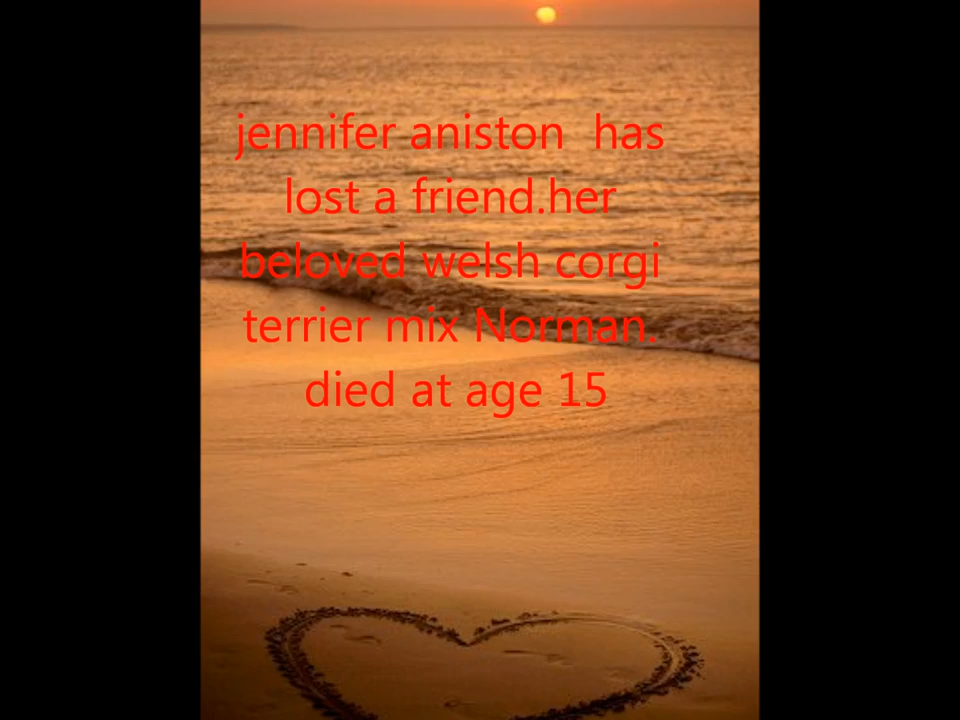 jennifer aniston  has
lost a friend.her
beloved welsh corgi
terrier mix Norman.
died at age 15